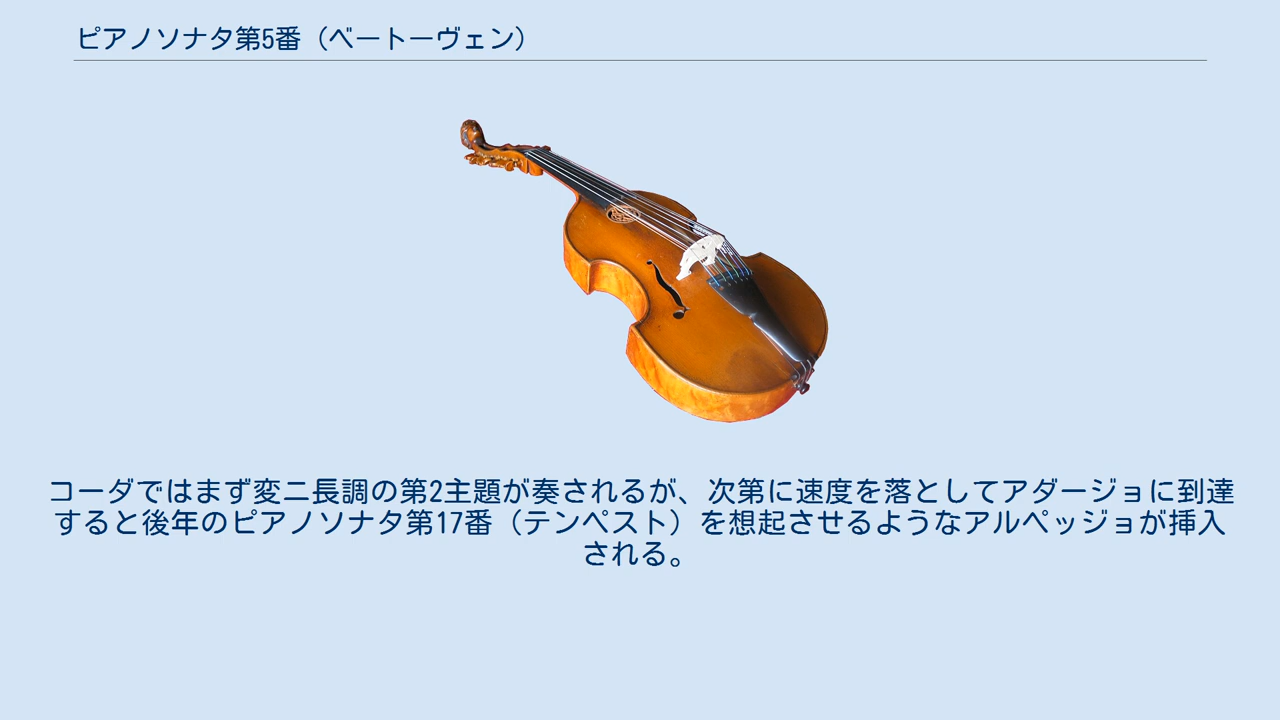 ピアノソナタ第5番（ベートーヴェン）
コーダではまず変ニ長調の第2主題が奏されるが、次第に速度を落としてアダージョに到達
すると後年のピアノソナタ第17番（テンペスト）を想起させるようなアルペッジョが挿入
される。